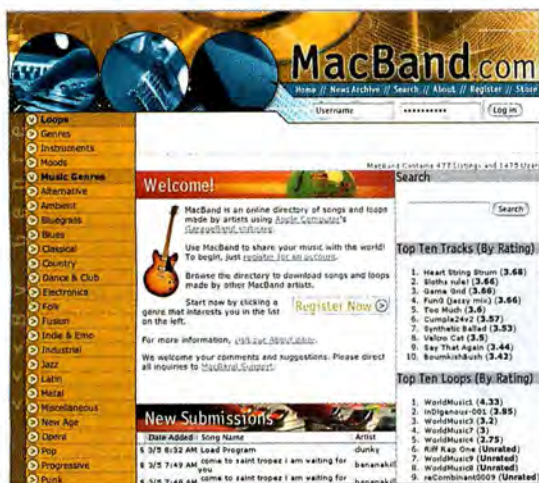 MacBand.com
Home // News Archive // Search // About // Register // Store
Username
••••••••••
Log in
Loops
Genres
Instruments
Moods
Music Genres
Alternative
Ambient
Bluegrass
Blues
Classical
Country
Dance & Club
Electronica
Folk
Fusion
Indie & Emo
Industrial
Jazz
Latin
Metal
Miscellaneous
New Age
Opera
Pop
Progressive
Punk
MacBand Contains 477 Listings and 1475 User
Welcome!
MacBand is an online directory of songs and loops
made by artists using Apple Computer's
GarageBand software.
Use MacBand to share your music with the world!
To begin, just register for an account.
Browse the directory to download songs and loops
made by other MacBand artists.
Start now by clicking a
genre that interests you in the list
on the left.
Register Now
For more information, visit our About page.
We welcome your comments and suggestions. Please direct
all inquiries to MacBand Support.
New Submissions
Date Added Song Name Artist
3/5 8:32 AM Load Program dunky
3/5 7:49 AM come to saint tropez i am waiting for
you
bananakill
3/5 7:46 AM come to saint tropez i am waiting for
bananakill
Search
Search
Top Ten Tracks (By Rating)
1. Heart String Strum (3.68)
2. Sloths rule! (3.66)
3. Game Grid (3.66)
4. (jazzy mix) (3.66)
5. Too Much (3.6)
6. Cumpla24v2 (3.57)
7. Synthetic Ballad (3.53)
8. Velcro Cat (3.5)
9. Say That Again (3.44)
10. (3.42)
Top Ten Loops (By Rating)
1. WorldMusic1 (4.33)
2. InDIgenous-001 (3.85)
3. WorldMusic3 (3.2)
4. WorldMusic7 (3)
5. WorldMusic4 (2.75)
6. Riff Rap One (Unrated)
7. WorldMusic9 (Unrated)
8. WorldMusic8 (Unrated)
9. reCombinant0009 (Unrated)